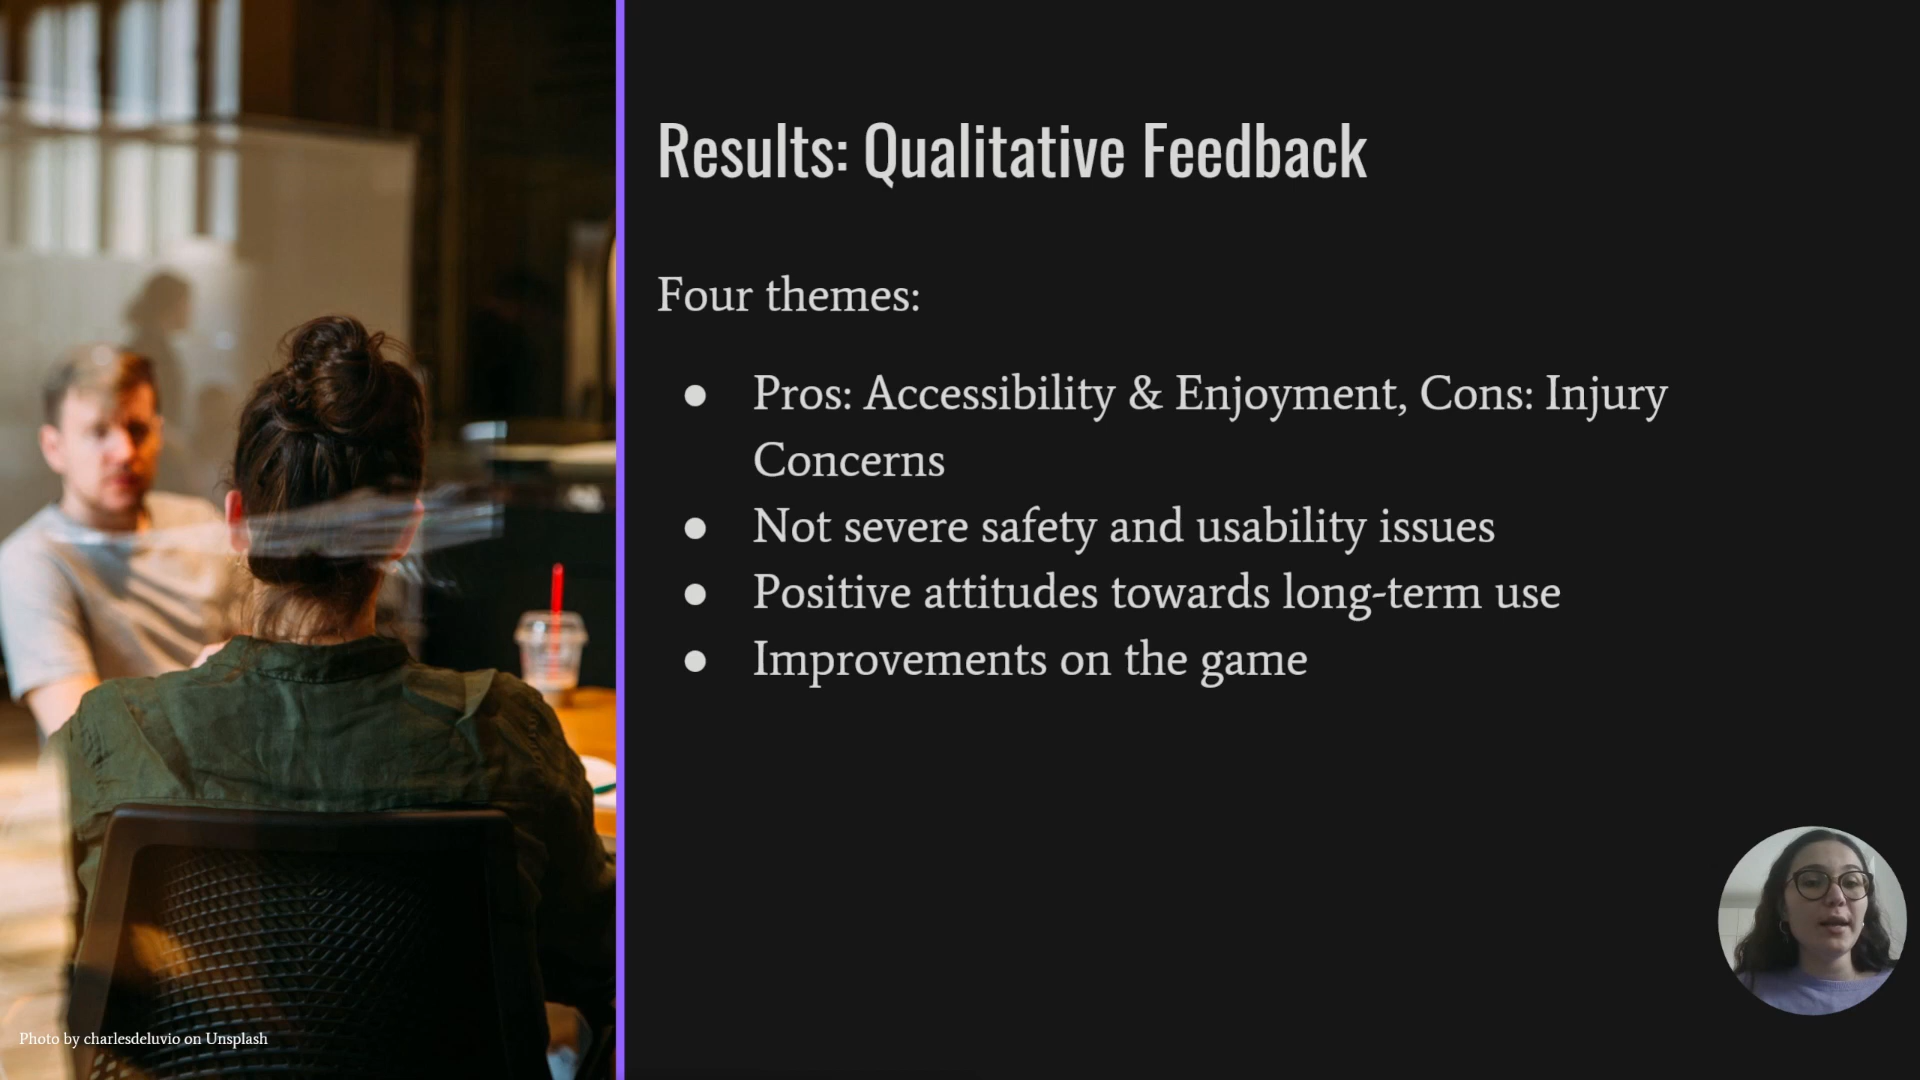 Results: Qualitative Feedback
Four themes:
● Pros: Accessibility & Enjoyment, Cons: Injury
Concerns
● Not severe safety and usability issues
● Positive attitudes towards long-term use
● Improvements on the game
Photo by charlesdeluvio on Unsplash